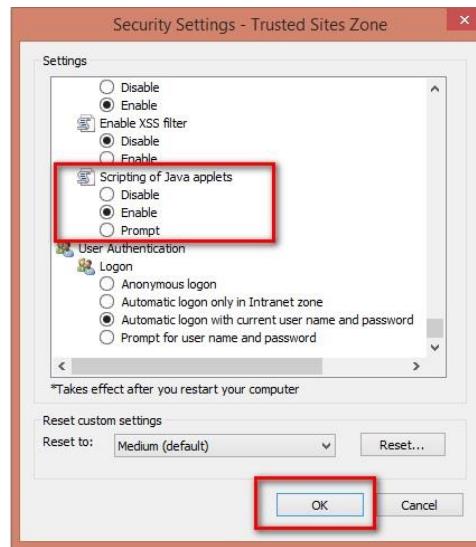 Security Settings - Trusted Sites Zone
Settings
Disable
Enable
Enable XSS filter
Disable
Enable
Scripting of Java applets
Disable
Enable
Prompt
User Authentication
Logon
Anonymous logon
Automatic logon only in Intranet zone
Automatic logon with current user name and password
Prompt for user name and password
*Takes effect after you restart your computer
Reset custom settings
Reset to: Medium (default) Reset...
OK Cancel